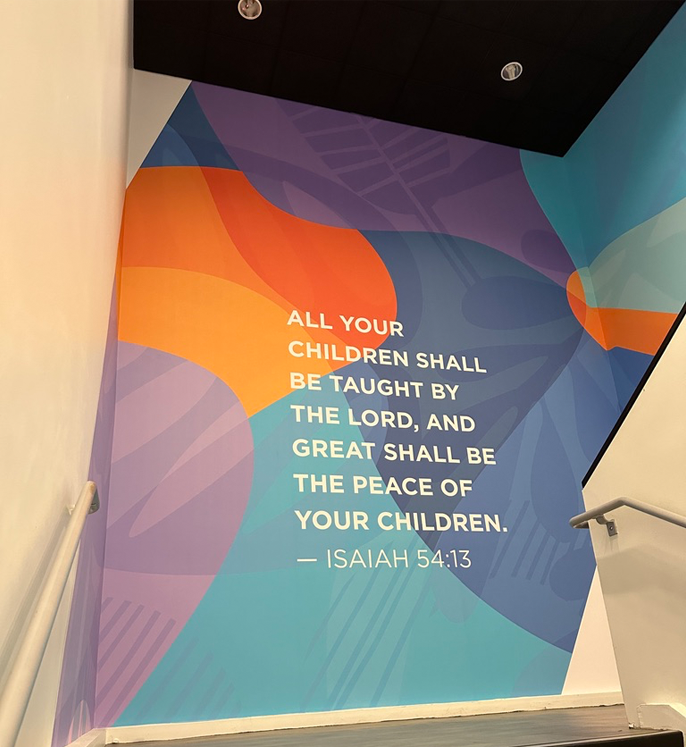 ALL YOUR
CHILDREN SHALL
BE TAUGHT BY
THE LORD, AND
GREAT SHALL BE
THE PEACE OF
YOUR CHILDREN.
— ISAIAH 54:13